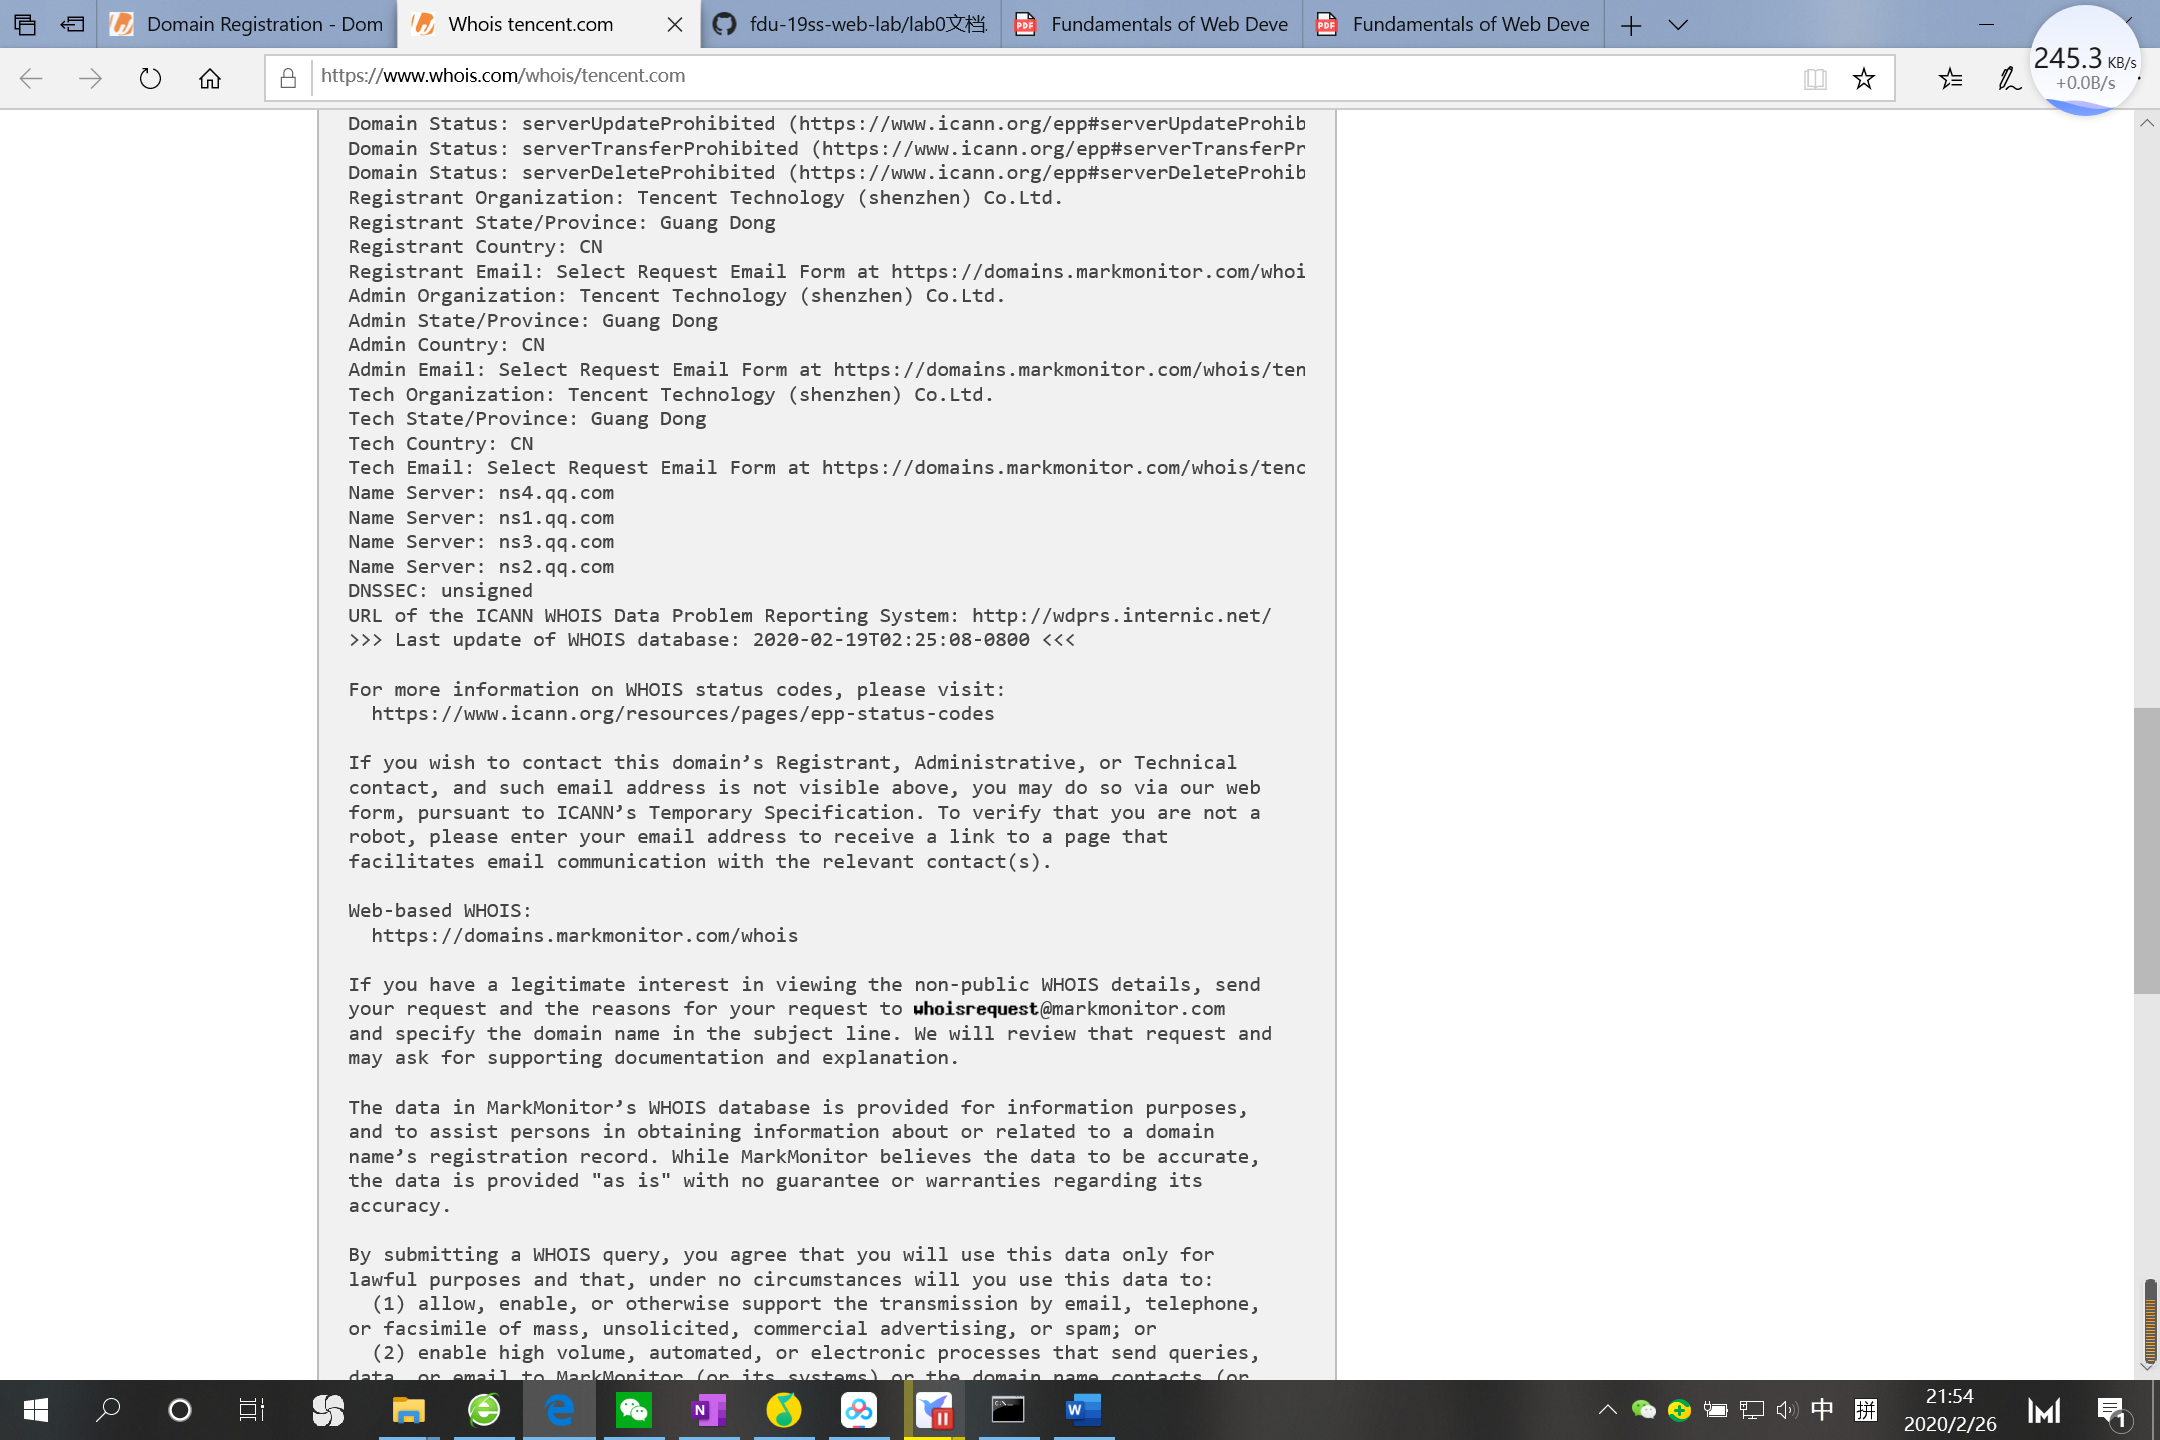 Domain Registration - Dom
Whois tencent.com
fdu-19ss-web-lab/lab0文档.
Fundamentals of Web Deve
Fundamentals of Web Deve
https://www.whois.com/whois/tencent.com
245.3 KB/s
+0.0B/s
Domain Status: serverUpdateProhibited (https://www.icann.org/epp#serverUpdateProhib
Domain Status: serverTransferProhibited (https://www.icann.org/epp#serverTransferPr
Domain Status: serverDeleteProhibited (https://www.icann.org/epp#serverDeleteProhib
Registrant Organization: Tencent Technology (shenzhen) Co.Ltd.
Registrant State/Province: Guang Dong
Registrant Country: CN
Registrant Email: Select Request Email Form at https://domains.markmonitor.com/whoi
Admin Organization: Tencent Technology (shenzhen) Co.Ltd.
Admin State/Province: Guang Dong
Admin Country: CN
Admin Email: Select Request Email Form at https://domains.markmonitor.com/whois/ten
Tech Organization: Tencent Technology (shenzhen) Co.Ltd.
Tech State/Province: Guang Dong
Tech Country: CN
Tech Email: Select Request Email Form at https://domains.markmonitor.com/whois/tenc
Name Server: ns4.qq.com
Name Server: ns1.qq.com
Name Server: ns3.qq.com
Name Server: ns2.qq.com
DNSSEC: unsigned
URL of the ICANN WHOIS Data Problem Reporting System: http://wdprs.internic.net/
>>> Last update of WHOIS database: 2020-02-19T02:25:08-0800 <<<
For more information on WHOIS status codes, please visit:
https://www.icann.org/resources/pages/epp-status-codes
If you wish to contact this domain’s Registrant, Administrative, or Technical
contact, and such email address is not visible above, you may do so via our web
form, pursuant to ICANN’s Temporary Specification. To verify that you are not a
robot, please enter your email address to receive a link to a page that
facilitates email communication with the relevant contact(s).
Web-based WHOIS:
https://domains.markmonitor.com/whois
If you have a legitimate interest in viewing the non-public WHOIS details, send
your request and the reasons for your request to whoisrequest@markmonitor.com
and specify the domain name in the subject line. We will review that request and
may ask for supporting documentation and explanation.
The data in MarkMonitor’s WHOIS database is provided for information purposes,
and to assist persons in obtaining information about or related to a domain
name’s registration record. While MarkMonitor believes the data to be accurate,
the data is provided "as is" with no guarantee or warranties regarding its
accuracy.
By submitting a WHOIS query, you agree that you will use this data only for
lawful purposes and that, under no circumstances will you use this data to:
(1) allow, enable, or otherwise support the transmission by email, telephone,
or facsimile of mass, unsolicited, commercial advertising, or spam; or
(2) enable high volume, automated, or electronic processes that send queries,
data, or email to MarkMonitor (or its systems) or the domain name contacts (or
中
拼
21:54
2020/2/26
1